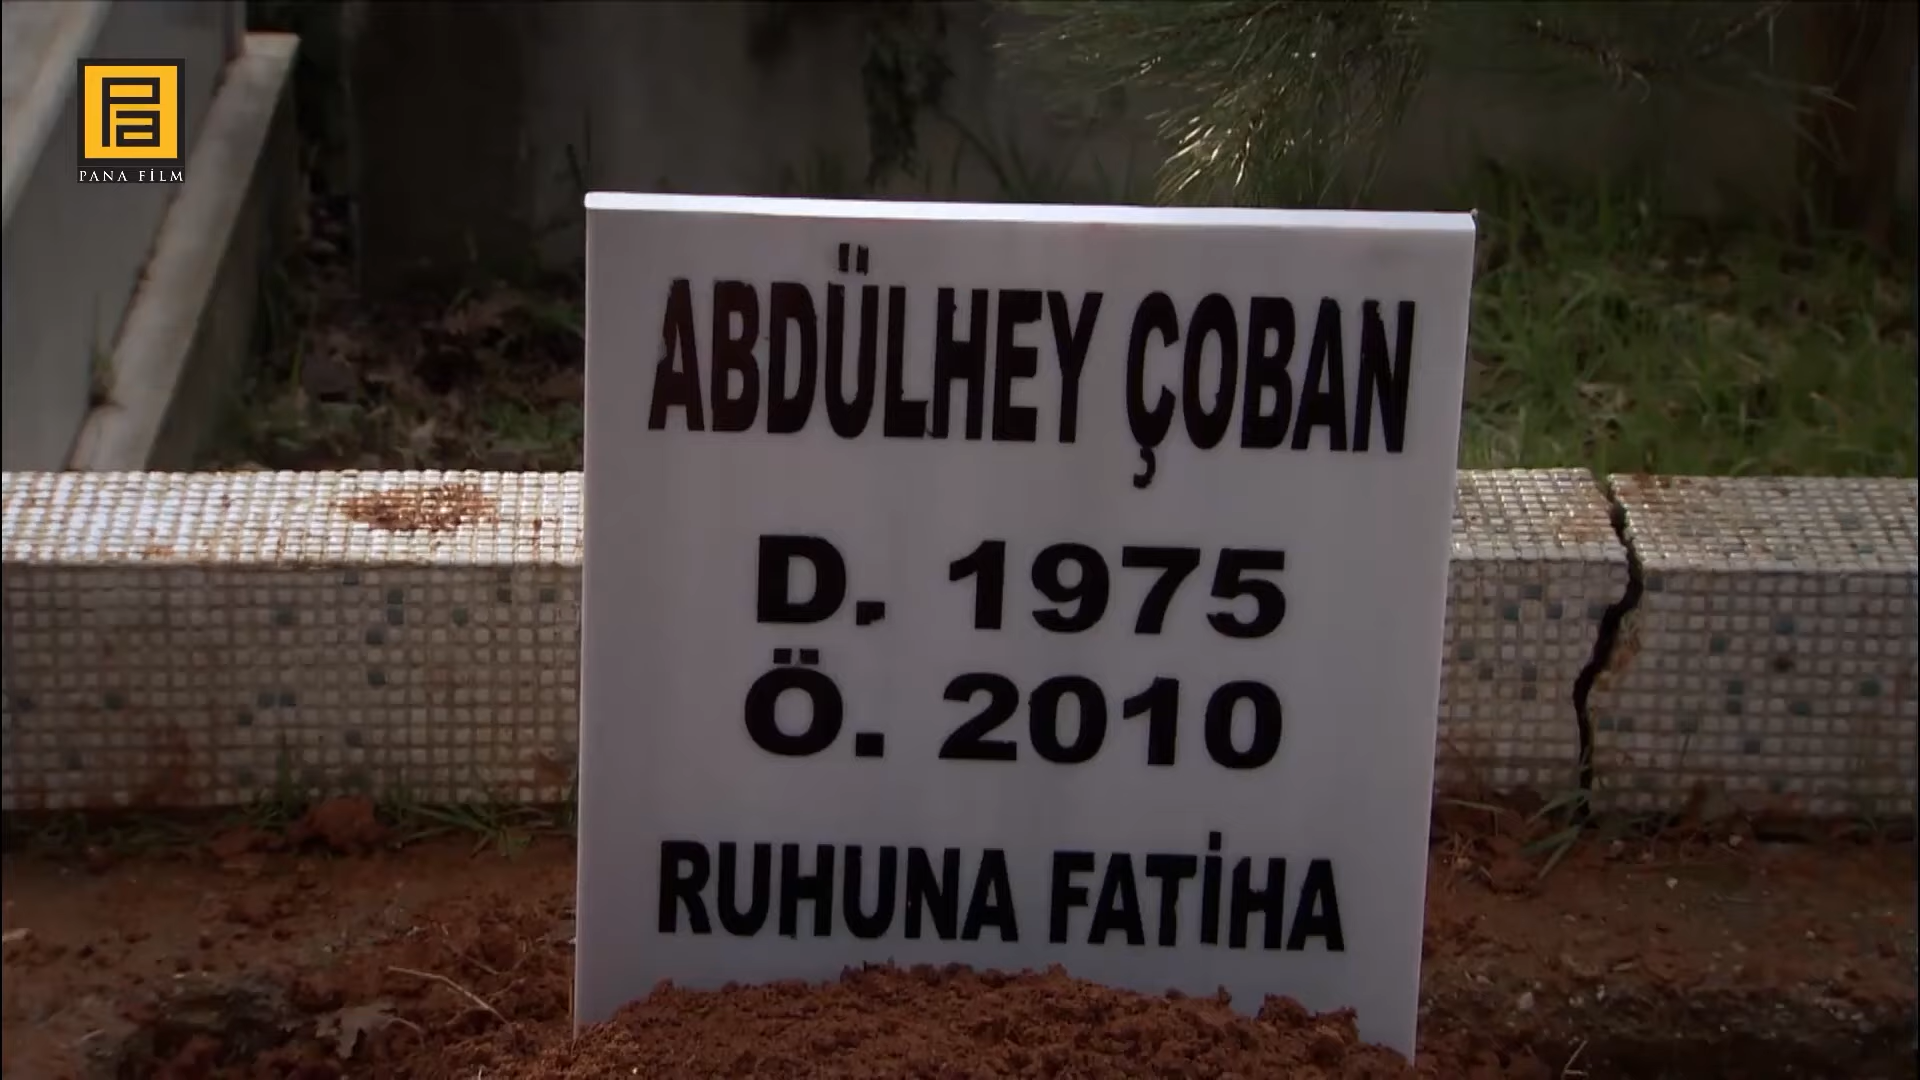 PANA FİLM
ABDÜLHEY ÇOBAN
D. 1975
Ö. 2010
RUHUNA FATİHA